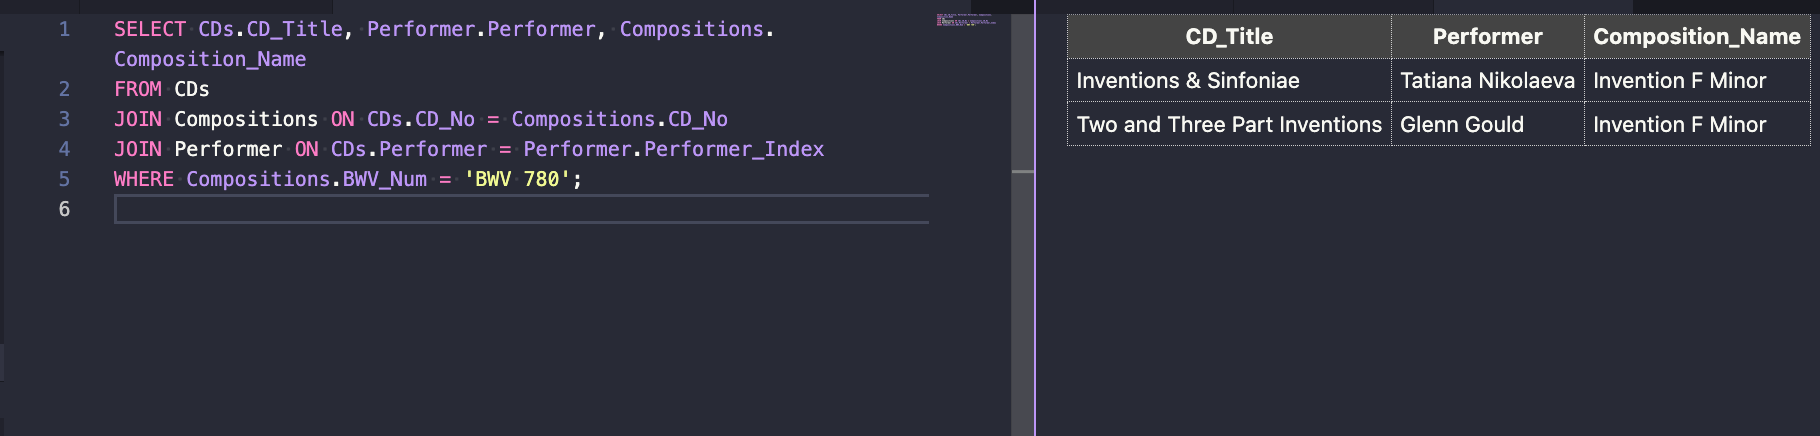 1 SELECT CDs.CD_Title, Performer.Performer, Compositions.
Composition_Name
2 FROM CDs
3 JOIN Compositions ON CDs.CD_No = Compositions.CD_No
4 JOIN Performer ON CDs.Performer = Performer.Performer_Index
5 WHERE Compositions.BWV_Num = 'BWV 780';
6
CD_Title Performer Composition_Name
Inventions & Sinfoniae Tatiana Nikolaeva Invention F Minor
Two and Three Part Inventions Glenn Gould Invention F Minor